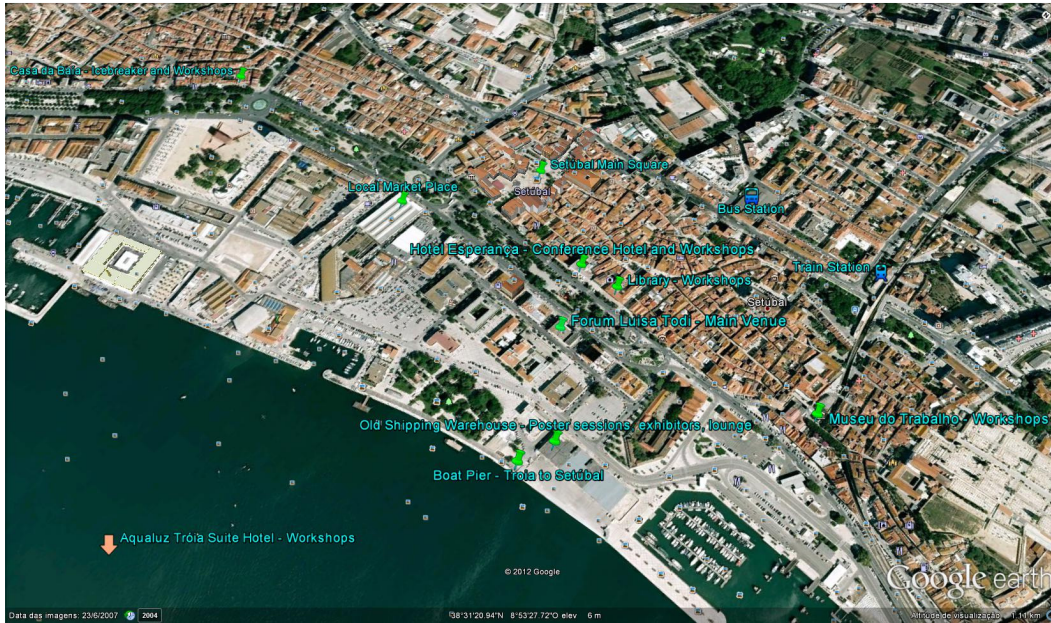 Casa da Baía - Icebreaker and Workshops
Setúbal Main Square
Setúbal
Local Market Place
Bus Station
Hotel Esperança - Conference Hotel and Workshops
Train Station
Library - Workshops
Setúbal
Forum Luisa Todi - Main Venue
Museu do Trabalho - Workshops
Old Shipping Warehouse - Poster sessions, exhibitors, lounge
Boat Pier - Troia to Setúbal
Aqualuz Tróia Suite Hotel - Workshops
© 2012 Google
Google earth
Data das imagens: 23/6/2007 2004 38°31'20.94"N 8°53'27.72"O elev 6 m Altitude de visualização 1.11 km